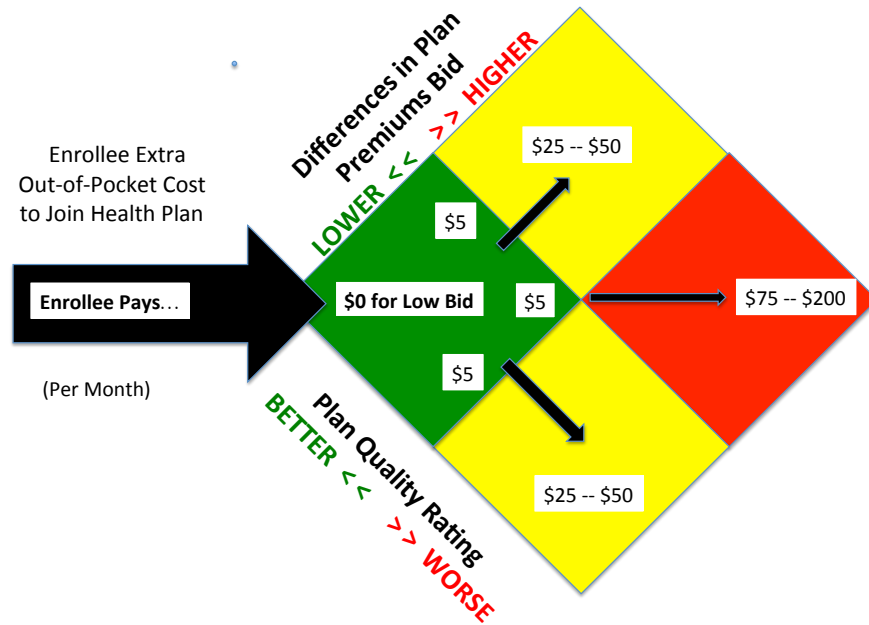 Differences in Plan
Premiums Bid
LOWER << >> HIGHER
Enrollee Extra
Out-of-Pocket Cost
to Join Health Plan
$25 -- $50
$5
Enrollee Pays…
$0 for Low Bid
$5
$75 -- $200
$5
(Per Month)
Plan Quality Rating
BETTER << >> WORSE
$25 -- $50